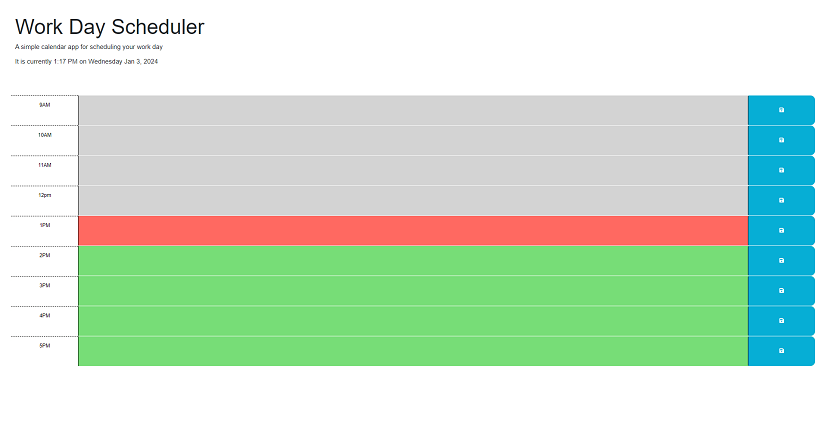 Work Day Scheduler
A simple calendar app for scheduling your work day
It is currently 1:17 PM on Wednesday Jan 3, 2024
9AM
10AM
11AM
12pm
1PM
2PM
3PM
4PM
5PM